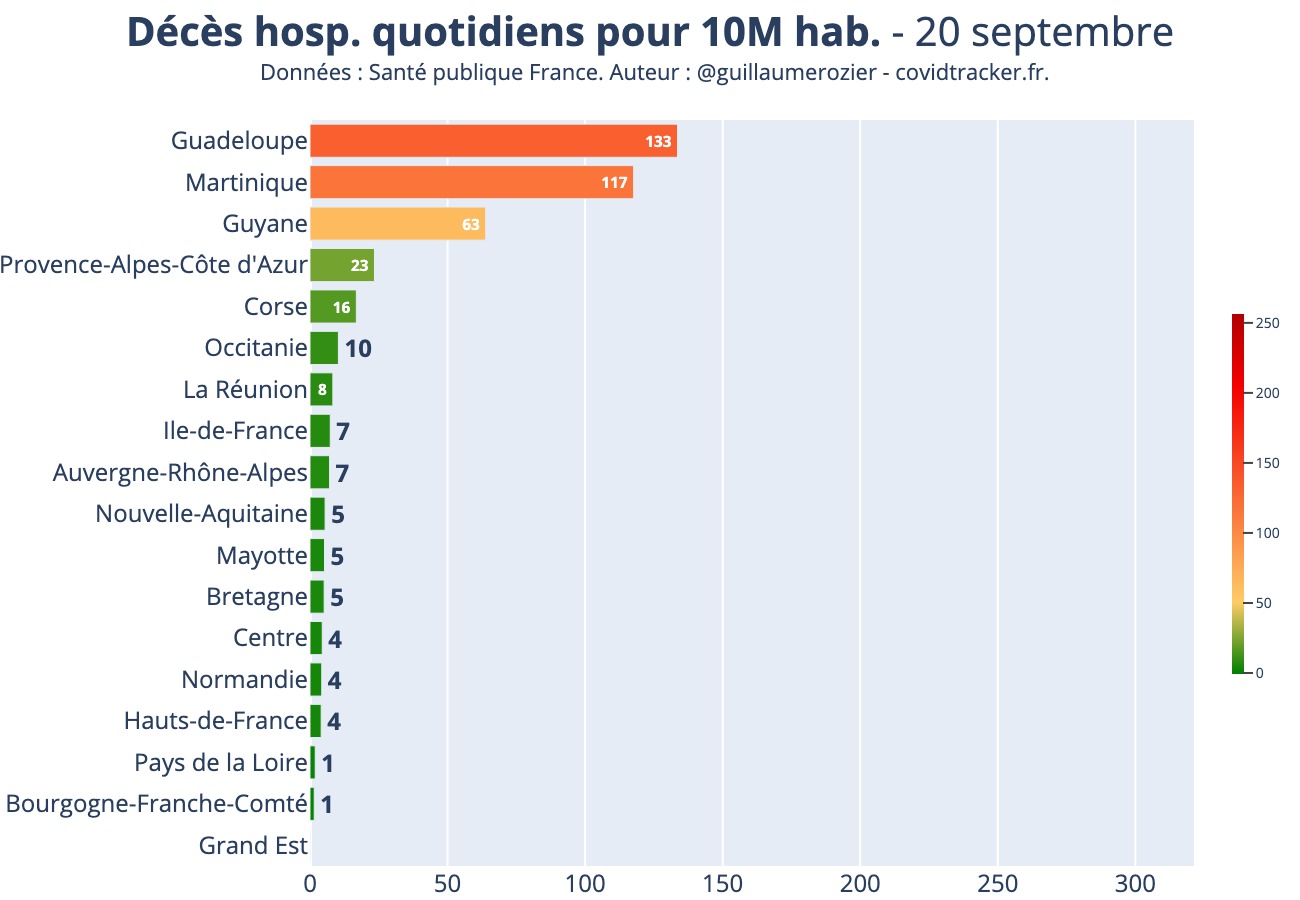 Décès hosp. quotidiens pour 10M hab. - 20 septembre
Données : Santé publique France. Auteur : @guillaumerozier - covidtracker.fr.
Guadeloupe 133
Martinique 117
Guyane 63
Provence-Alpes-Côte d'Azur 23
Corse 16
Occitanie 10
La Réunion 8
Ile-de-France 7
Auvergne-Rhône-Alpes 7
Nouvelle-Aquitaine 5
Mayotte 5
Bretagne 5
Centre 4
Normandie 4
Hauts-de-France 4
Pays de la Loire 1
Bourgogne-Franche-Comté 1
Grand Est
0 50 100 150 200 250 300
250
200
150
100
50
0